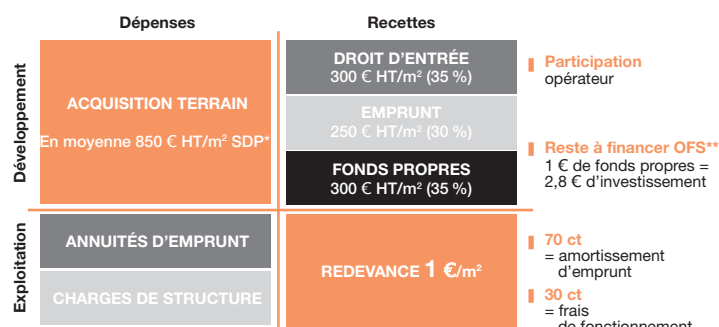 Dépenses
Recettes
Développement
ACQUISITION TERRAIN
En moyenne 850 € HT/m² SDP*
DROIT D'ENTRÉE
300 € HT/m² (35 %)
EMPRUNT
250 € HT/m² (30 %)
FONDS PROPRES
300 € HT/m² (35 %)
Participation
opérateur
Reste à financer OFS**
1 € de fonds propres =
2,8 € d'investissement
Exploitation
ANNUITÉS D'EMPRUNT
CHARGES DE STRUCTURE
REDEVANCE 1 €/m²
70 ct
= amortissement
d'emprunt
30 ct
= frais
de fonctionnement